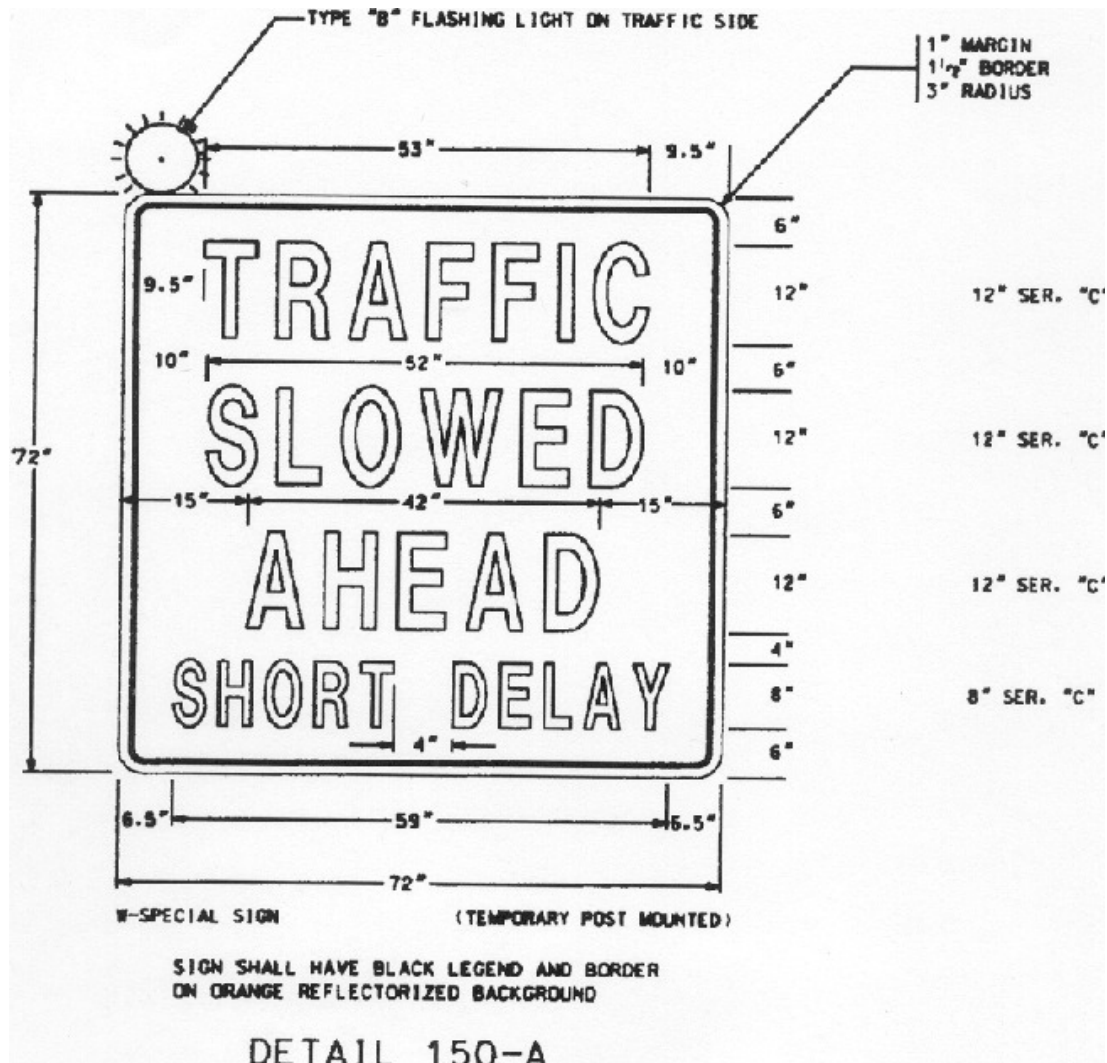 TYPE "B" FLASHING LIGHT ON TRAFFIC SIDE
1" MARGIN
1 1/2" BORDER
3" RADIUS
53" 9.5"
6"
TRAFFIC
9.5" 12" 12" SER. "C"
10" 52" 10" 6"
SLOWED
72" 12" 12" SER. "C"
15" 42" 15" 6"
AHEAD
12" 12" SER. "C"
4"
SHORT DELAY
8" 8" SER. "C"
4" 6"
6.5" 59" 6.5"
72"
W-SPECIAL SIGN (TEMPORARY POST MOUNTED)
SIGN SHALL HAVE BLACK LEGEND AND BORDER
ON ORANGE REFLECTORIZED BACKGROUND
DETAIL 150-A